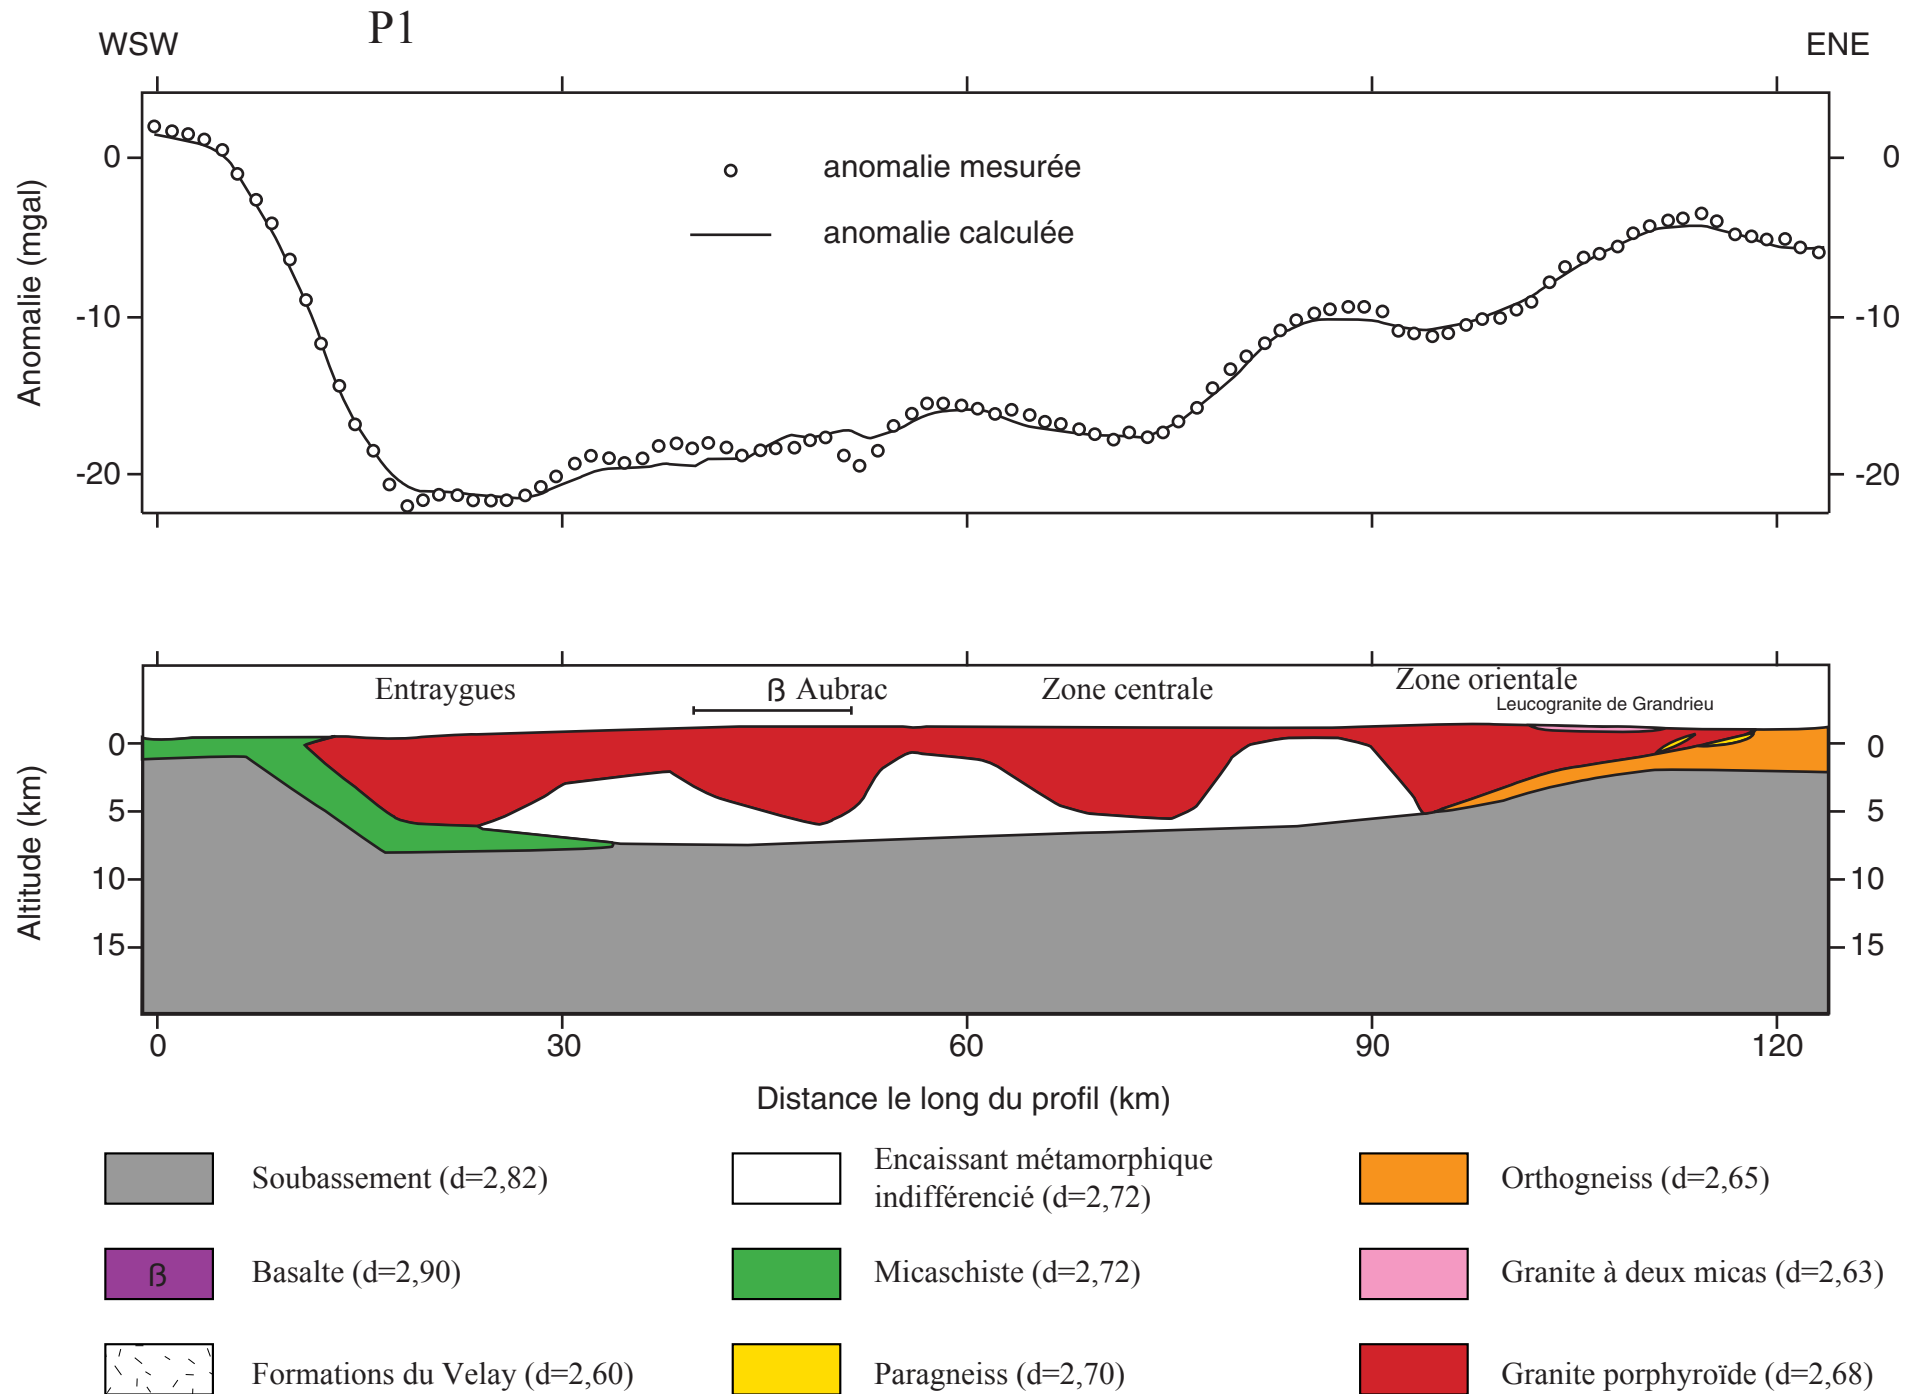 P1
WSW
ENE
Anomalie (mgal)
0
-10
-20
0
-10
-20
anomalie mesurée
anomalie calculée
Entraygues
β Aubrac
Zone centrale
Zone orientale
Leucogranite de Grandrieu
Altitude (km)
0
5
10
15
0
5
10
15
0
30
60
90
120
Distance le long du profil (km)
Soubassement (d=2,82)
Encaissant métamorphique
indifférencié (d=2,72)
Orthogneiss (d=2,65)
β
Basalte (d=2,90)
Micaschiste (d=2,72)
Granite à deux micas (d=2,63)
Formations du Velay (d=2,60)
Paragneiss (d=2,70)
Granite porphyroïde (d=2,68)